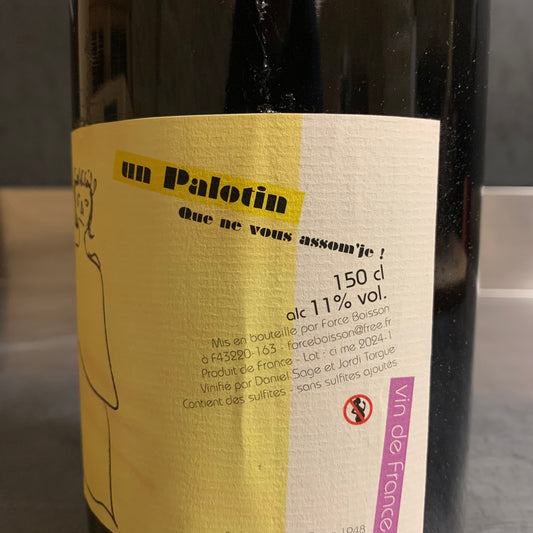 un Palotin
Que ne vous assom'je !
150 cl
alc 11% vol.
Mis en bouteille par Force Boisson
à F43220-163 - forceboisson@free.fr
Produit de France - Lot : ci me 2024-1
Vinifié par Daniel Sage et Jordi Torgue
Contient des sulfites - sans sulfites ajoutés
vin de france
1948